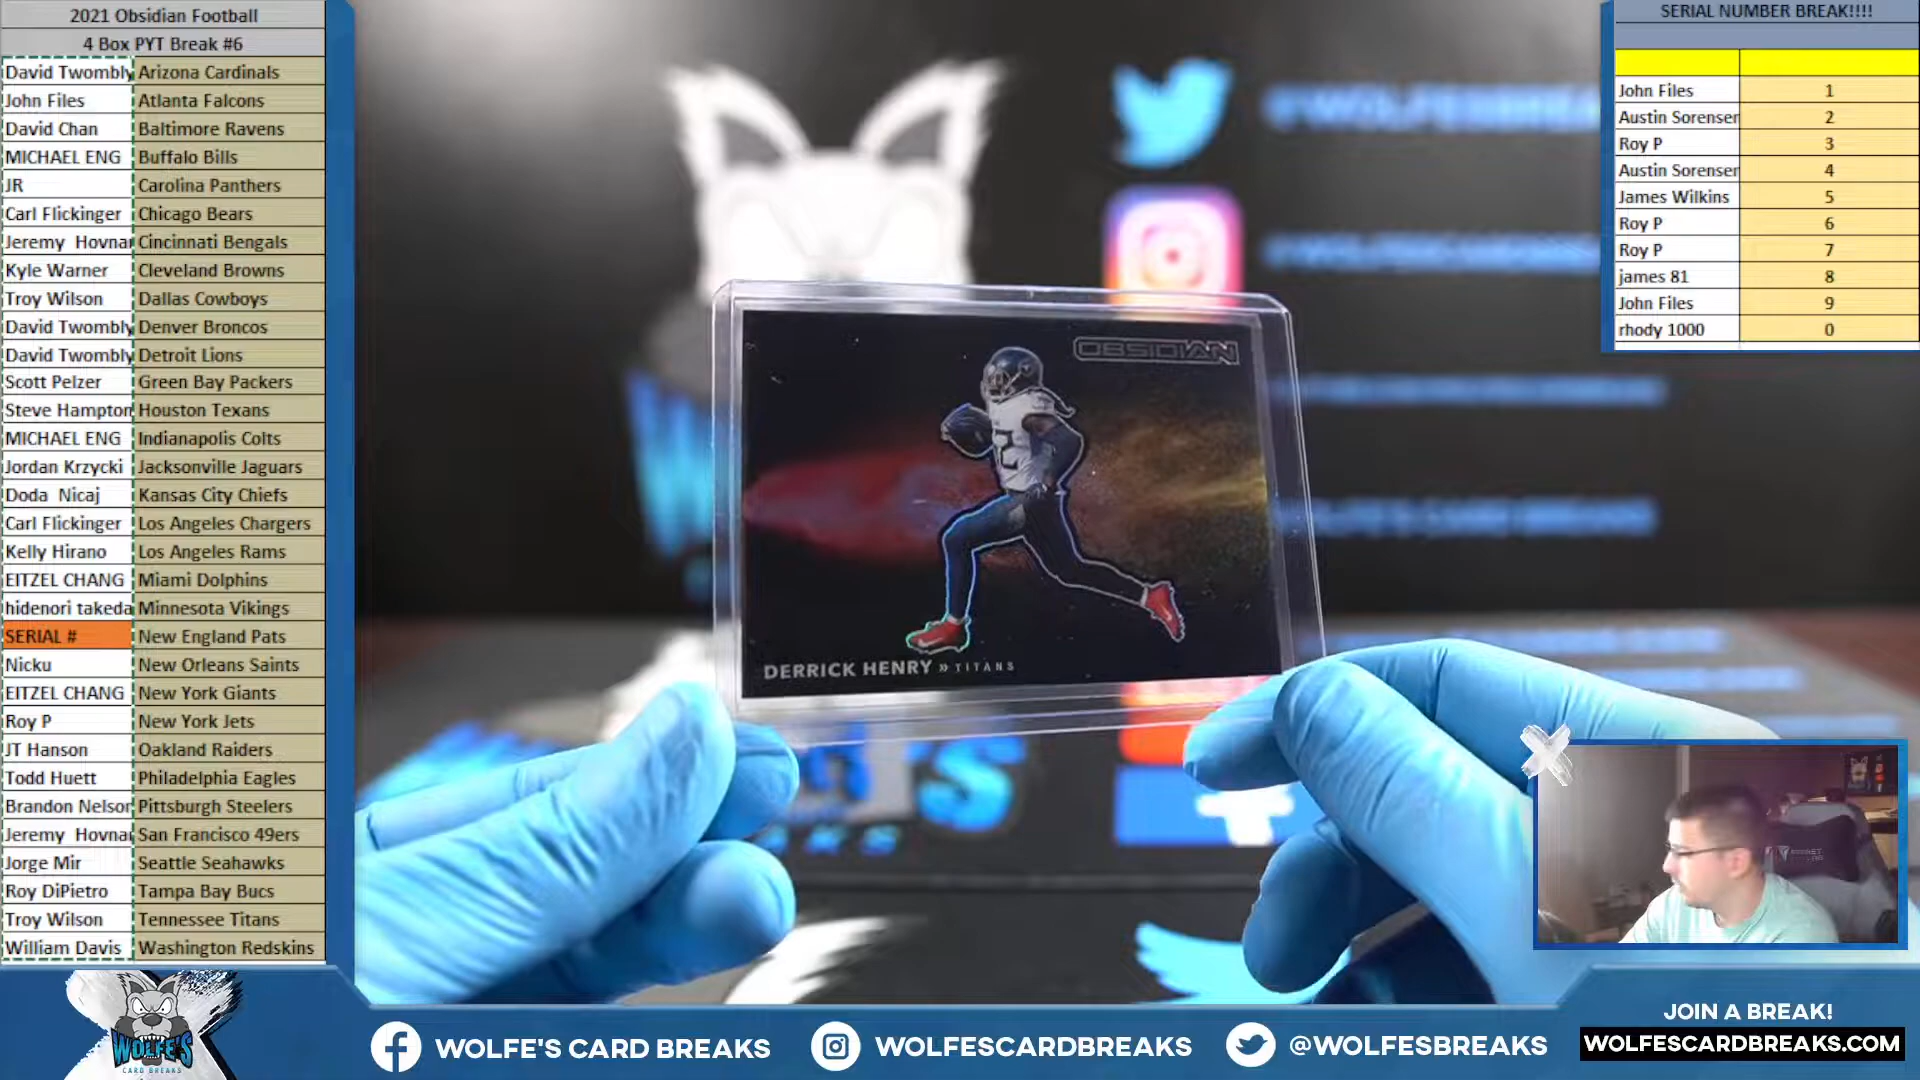 2021 Obsidian Football
4 Box PYT Break #6
David Twombly Arizona Cardinals
John Files Atlanta Falcons
David Chan Baltimore Ravens
MICHAEL ENG Buffalo Bills
JR Carolina Panthers
Carl Flickinger Chicago Bears
Jeremy Hovnar Cincinnati Bengals
Kyle Warner Cleveland Browns
Troy Wilson Dallas Cowboys
David Twombly Denver Broncos
David Twombly Detroit Lions
Scott Pelzer Green Bay Packers
Steve Hampton Houston Texans
MICHAEL ENG Indianapolis Colts
Jordan Krzycki Jacksonville Jaguars
Doda Nicaj Kansas City Chiefs
Carl Flickinger Los Angeles Chargers
Kelly Hirano Los Angeles Rams
EITZEL CHANG Miami Dolphins
hidenori takeda Minnesota Vikings
SERIAL # New England Pats
Nicku New Orleans Saints
EITZEL CHANG New York Giants
Roy P New York Jets
JT Hanson Oakland Raiders
Todd Huett Philadelphia Eagles
Brandon Nelson Pittsburgh Steelers
Jeremy Hovnar San Francisco 49ers
Jorge Mir Seattle Seahawks
Roy DiPietro Tampa Bay Bucs
Troy Wilson Tennessee Titans
William Davis Washington Redskins
SERIAL NUMBER BREAK!!!!
John Files 1
Austin Sorensen 2
Roy P 3
Austin Sorensen 4
James Wilkins 5
Roy P 6
Roy P 7
james 81 8
John Files 9
rhody 1000 0
OBSIDIAN
DERRICK HENRY » TITANS
WOLFE'S
CARD BREAKS
WOLFE'S CARD BREAKS
WOLFESCARDBREAKS
@WOLFESBREAKS
JOIN A BREAK!
WOLFESCARDBREAKS.COM